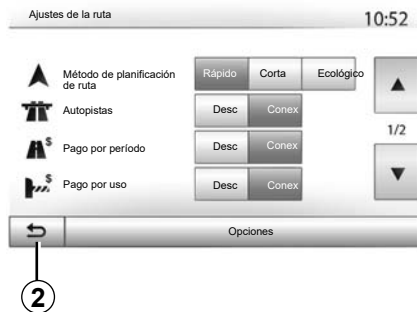 Ajustes de la ruta
10:52
Método de planificación
de ruta
Rápido
Corta
Ecológico
Autopistas
Desc
Conex
1/2
$
Pago por período
Desc
Conex
$
Pago por uso
Desc
Conex
Opciones
2